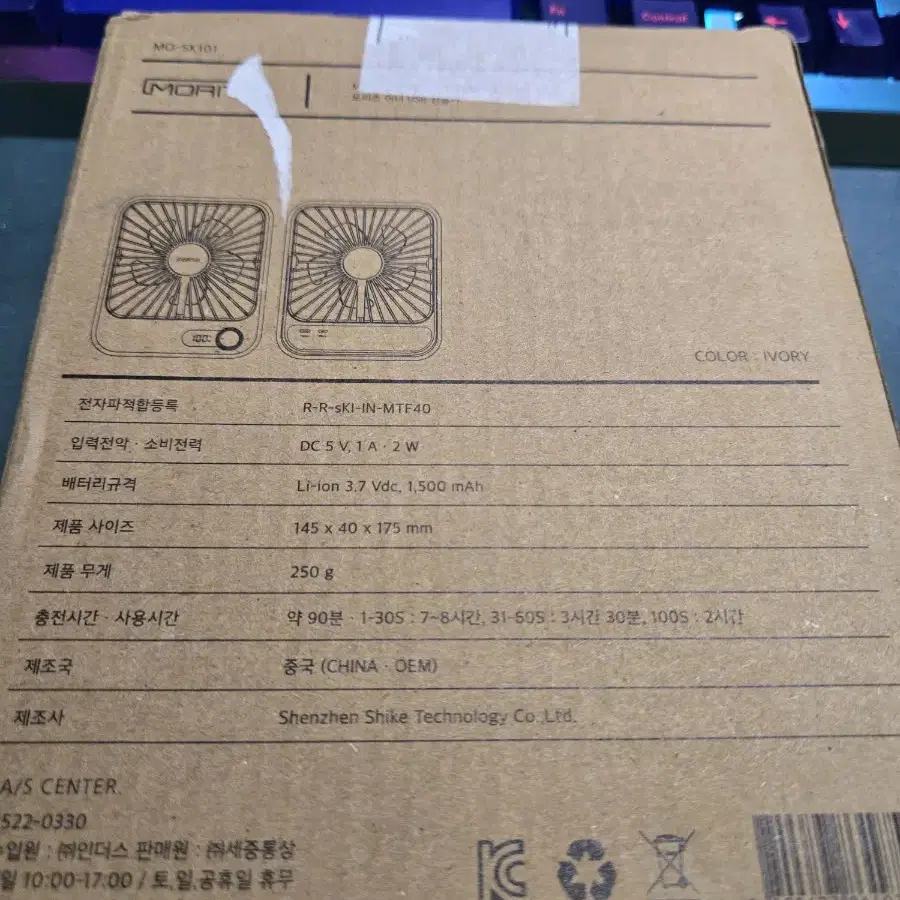 Fn
Control
MO-SX101
MORIT
COLOR : IVORY
전자파적합등록 R-R-sKI-IN-MTF40
입력전압 · 소비전력 DC 5 V, 1 A · 2 W
배터리규격 Li-ion 3.7 Vdc, 1,500 mAh
제품 사이즈 145 x 40 x 175 mm
제품 무게 250 g
충전시간 · 사용시간 약 90분 · 1-30S : 7~8시간, 31-60S : 3시간 30분, 100S : 2시간
제조국 중국 (CHINA · OEM)
제조사 Shenzhen Shike Technology Co.,Ltd.
A/S CENTER.
522-0330
입원 : ㈜인더스 판매원 : ㈜세중통상
일 10:00-17:00 / 토,일,공휴일 휴무